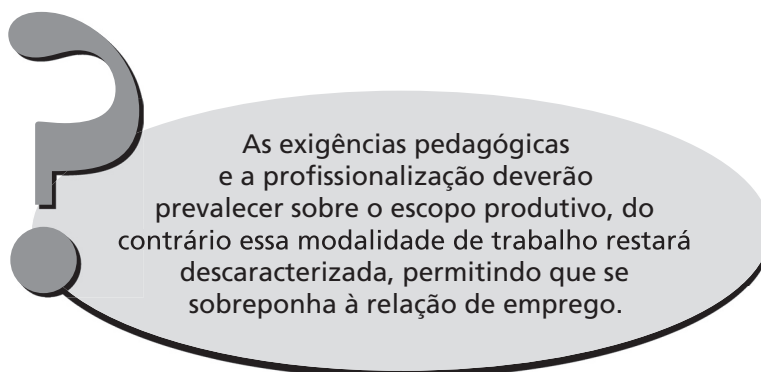 As exigências pedagógicas
e a profissionalização deverão
prevalecer sobre o escopo produtivo, do
contrário essa modalidade de trabalho restará
descaracterizada, permitindo que se
sobreponha à relação de emprego.